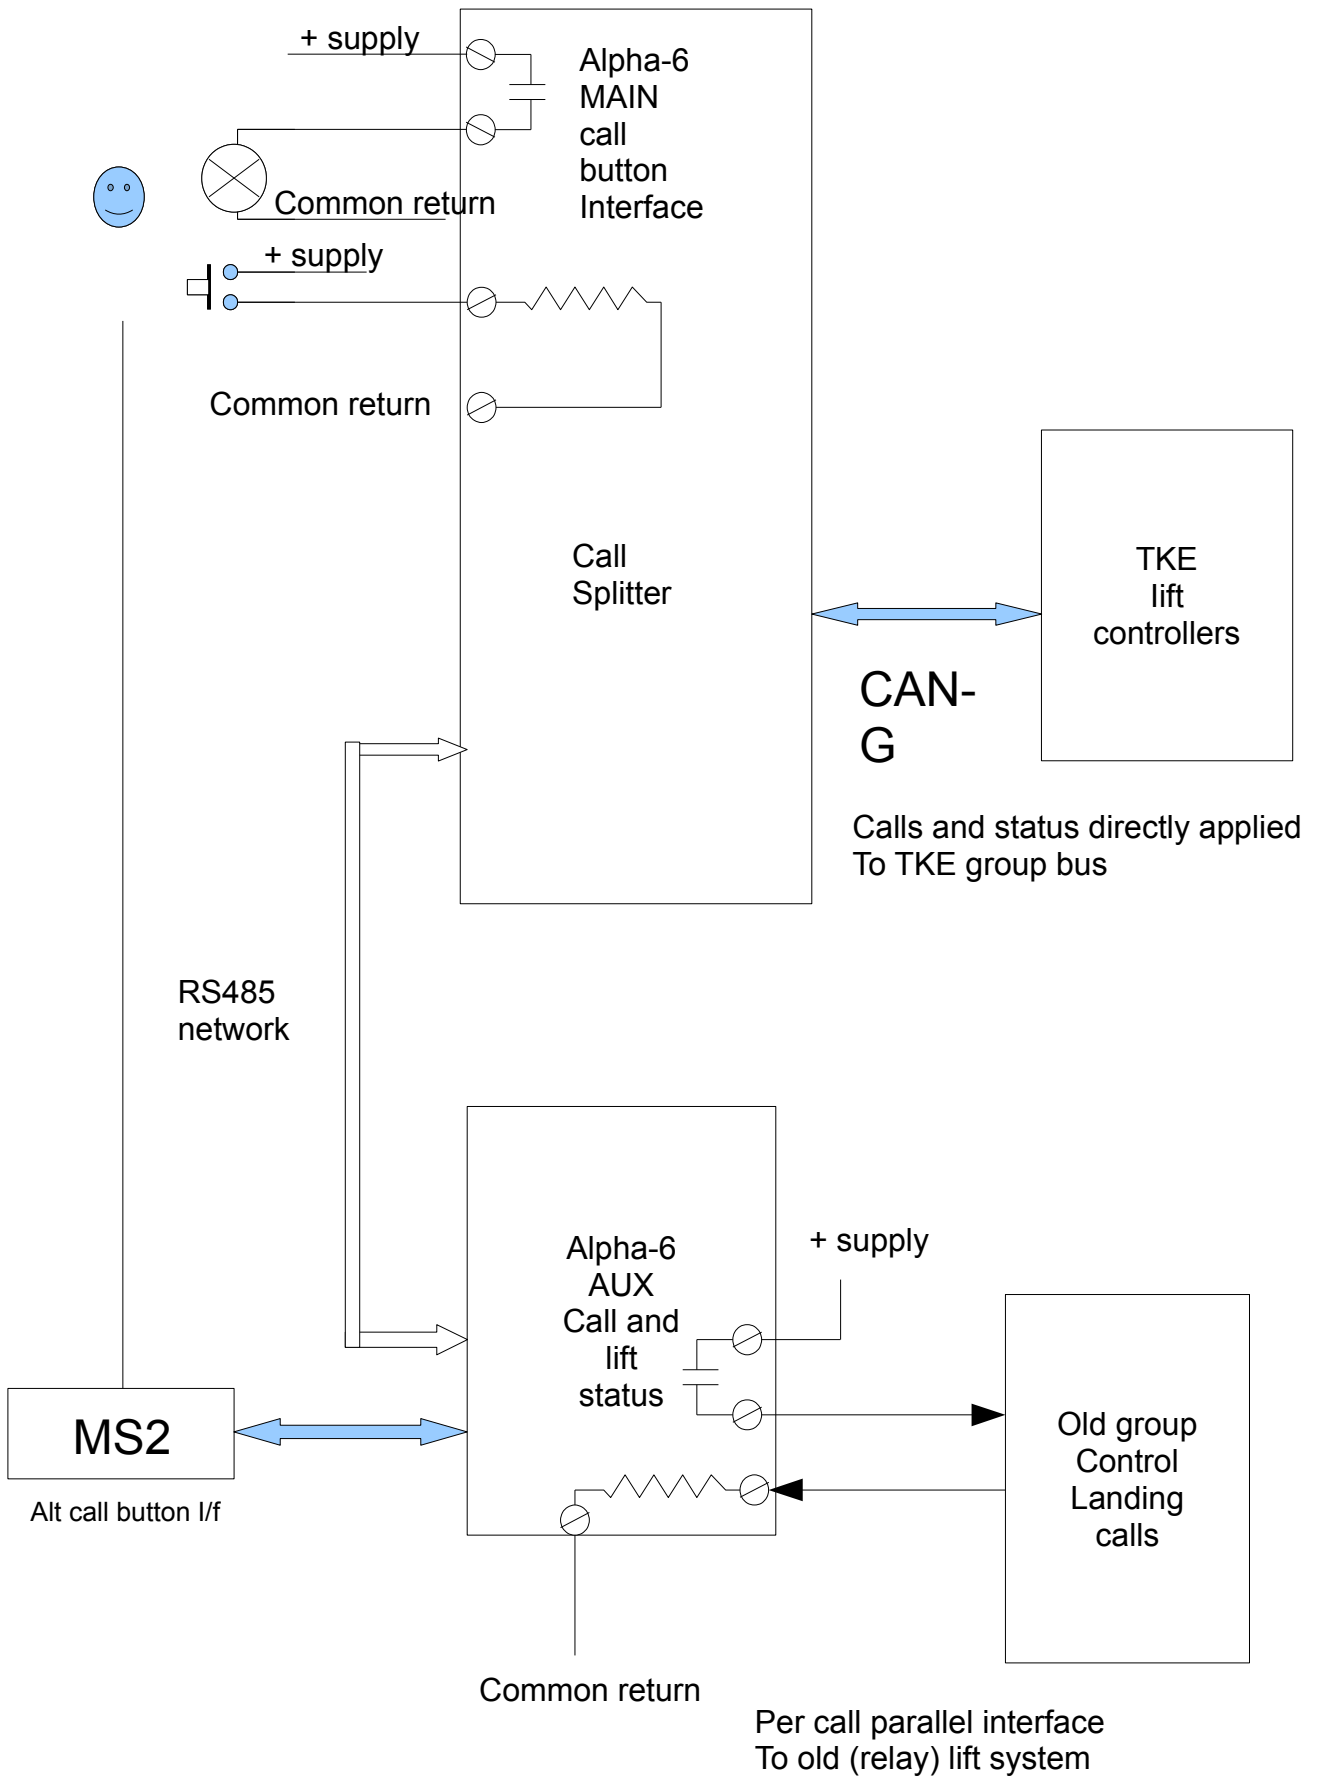 + supply
Alpha-6
MAIN
call
button
Interface
Common return
+ supply
Common return
Call
Splitter
TKE
lift
controllers
CAN-
G
Calls and status directly applied
To TKE group bus
RS485
network
Alpha-6
AUX
Call and
lift
status
+ supply
MS2
Alt call button I/f
Old group
Control
Landing
calls
Common return
Per call parallel interface
To old (relay) lift system